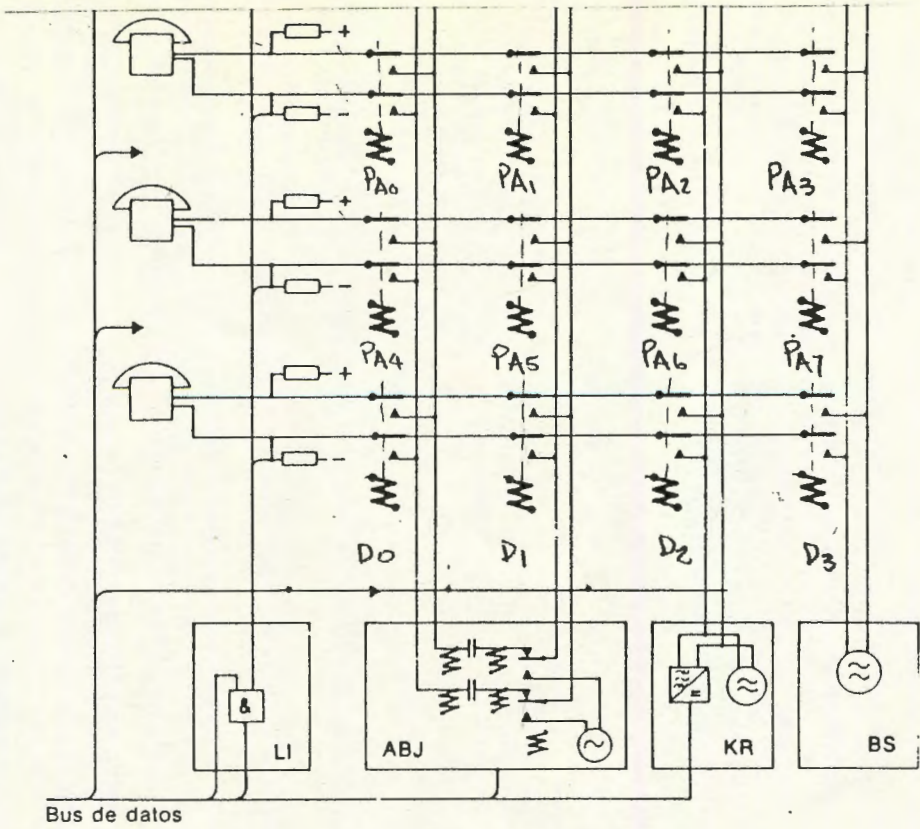 +
-
PA0 PA1 PA2 PA3
+
-
PA4 PA5 PA6 PA7
+
-
D0 D1 D2 D3
&
LI
ABJ
=
KR
BS
Bus de datos